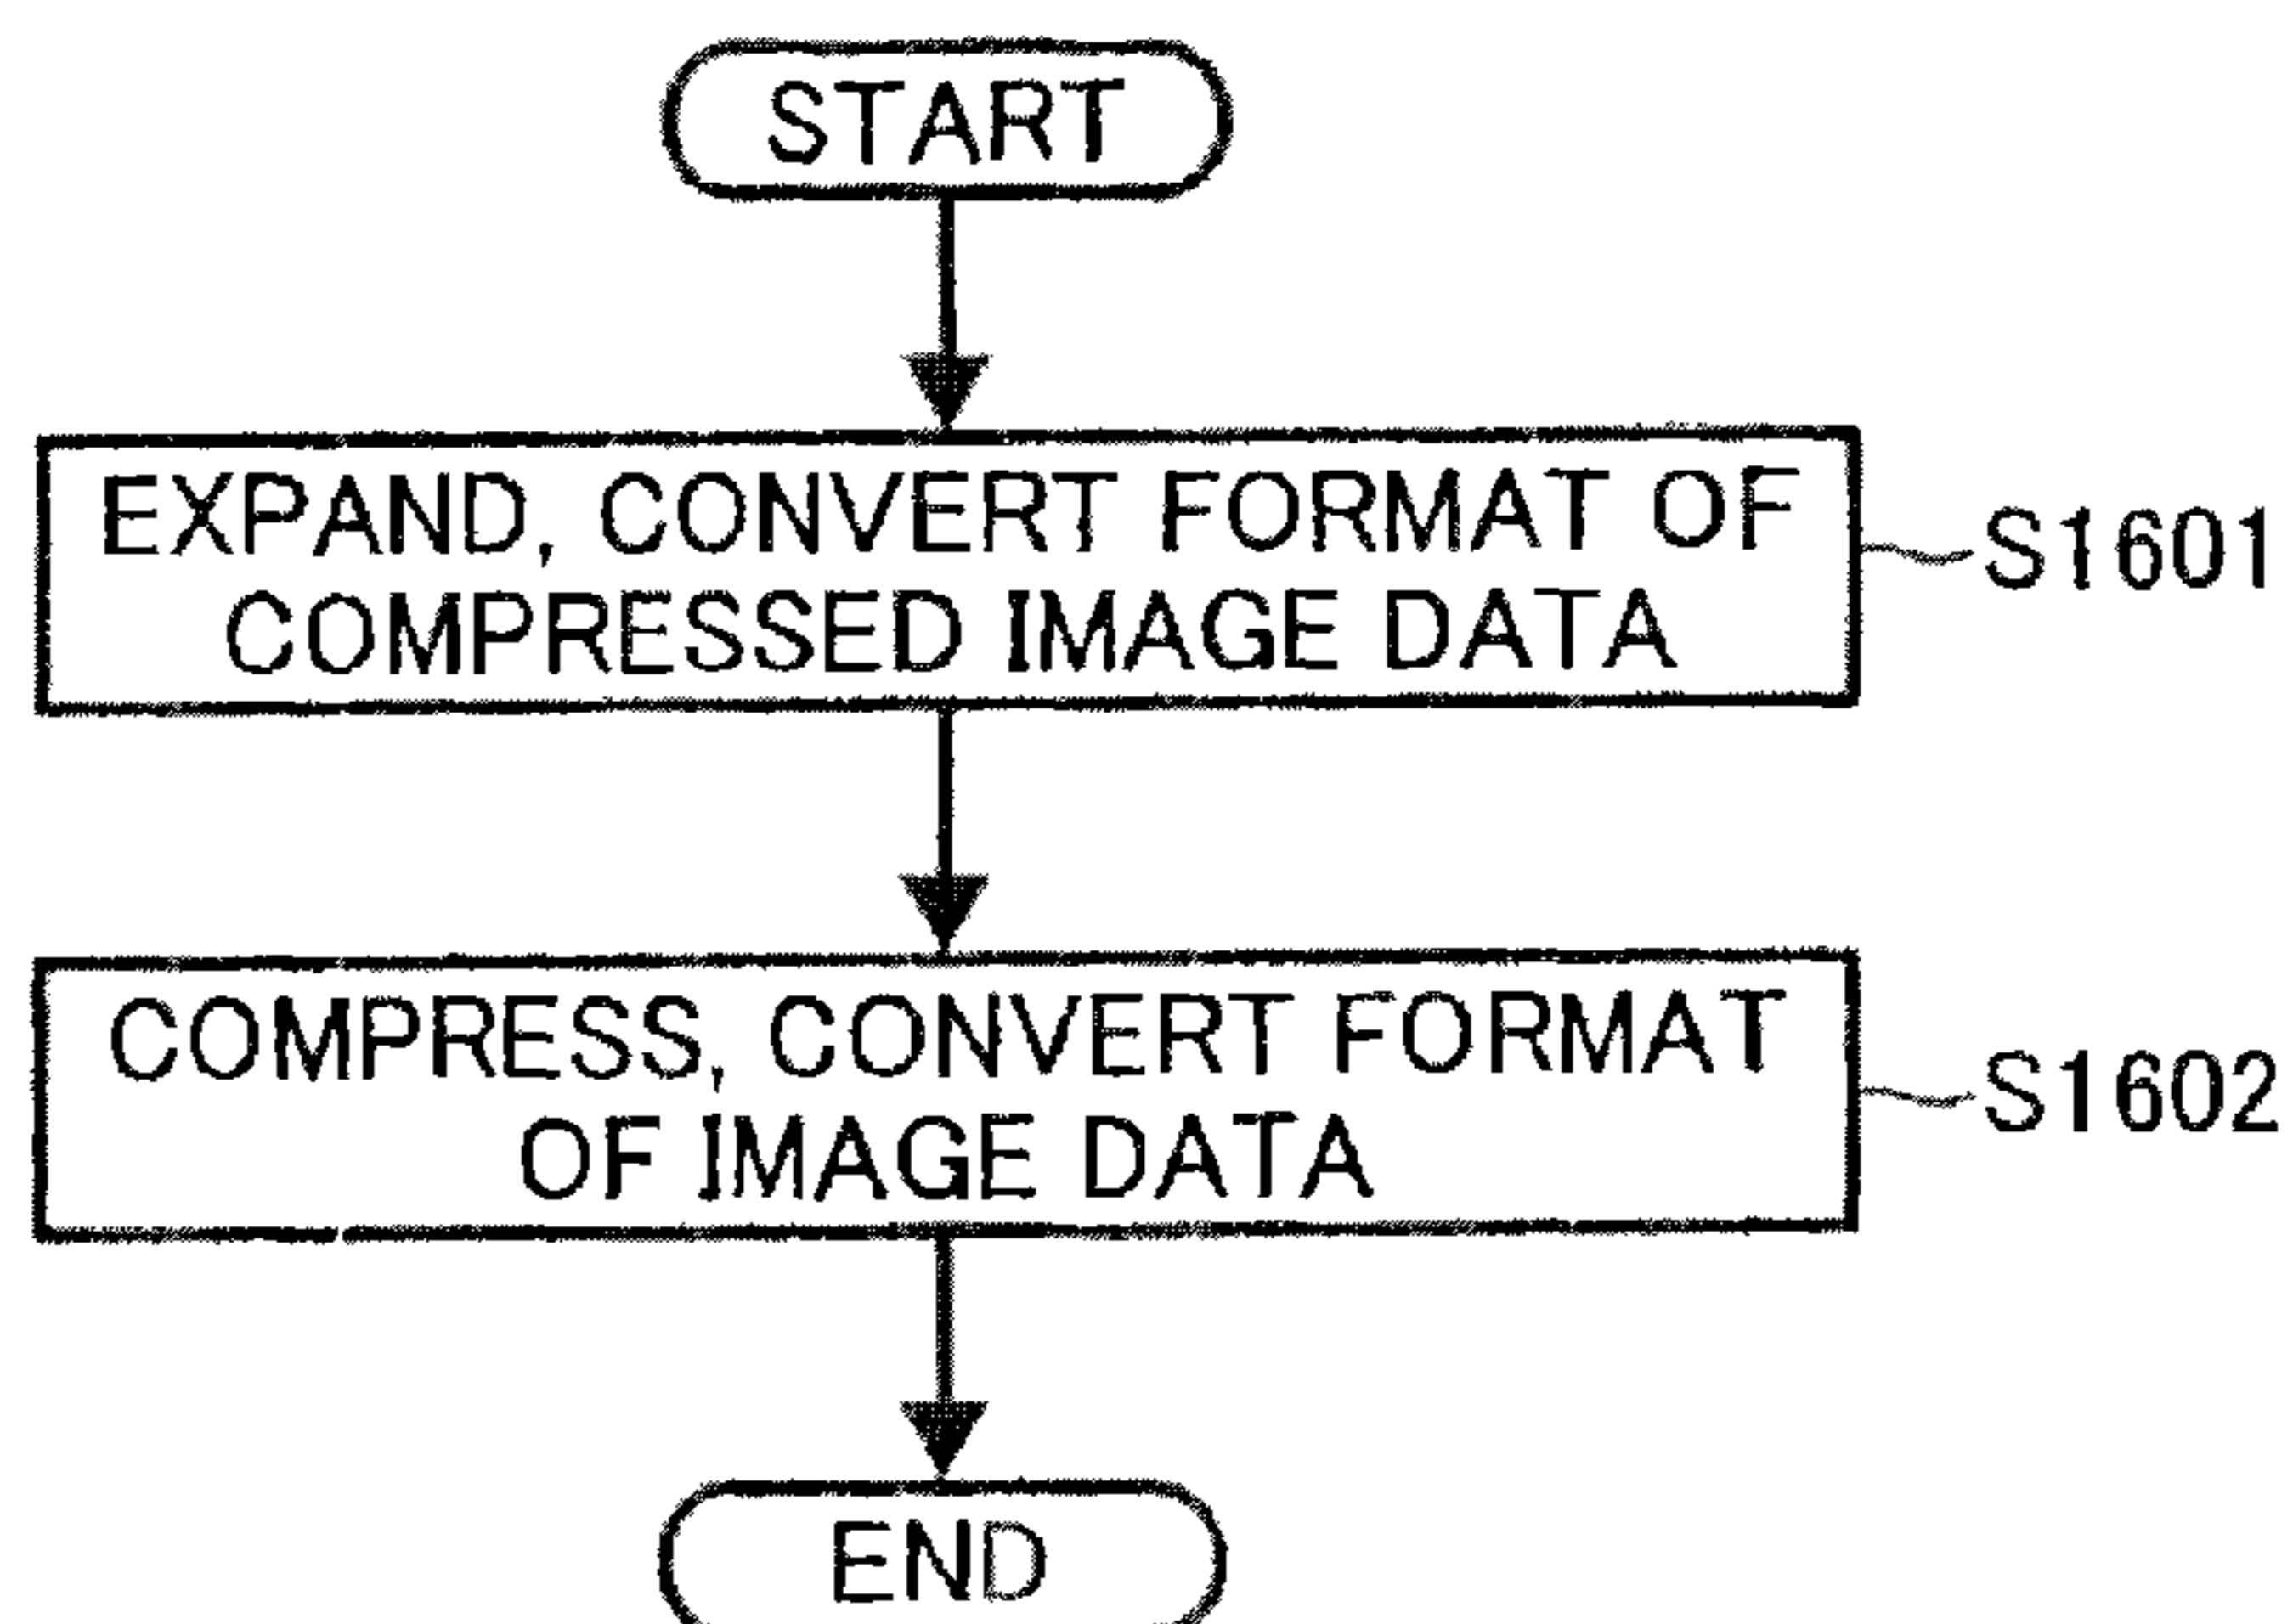 START
EXPAND, CONVERT FORMAT OF
COMPRESSED IMAGE DATA
S1601
COMPRESS, CONVERT FORMAT
OF IMAGE DATA
S1602
END